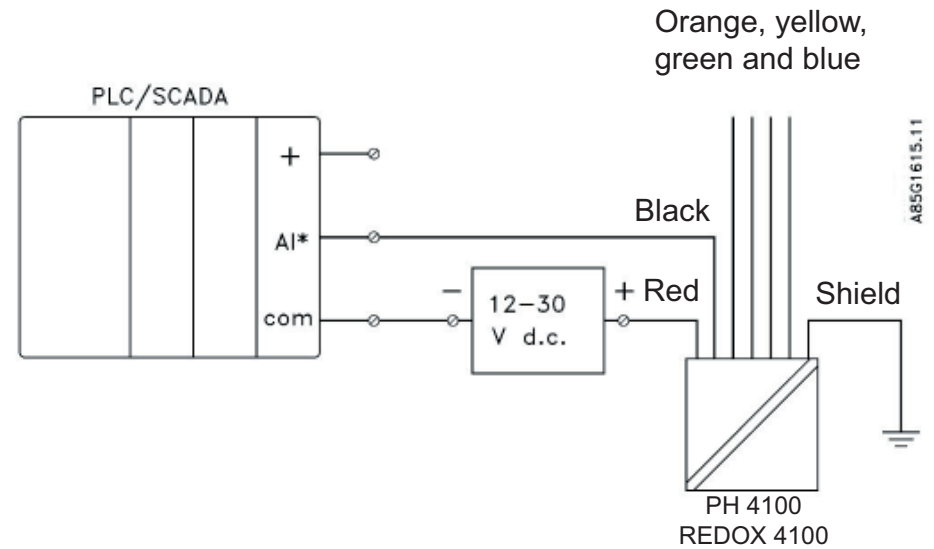 Orange, yellow,
green and blue
PLC/SCADA
+
Black
AI*
− + Red Shield
12-30
V d.c.
com
A85G1615.11
PH 4100
REDOX 4100